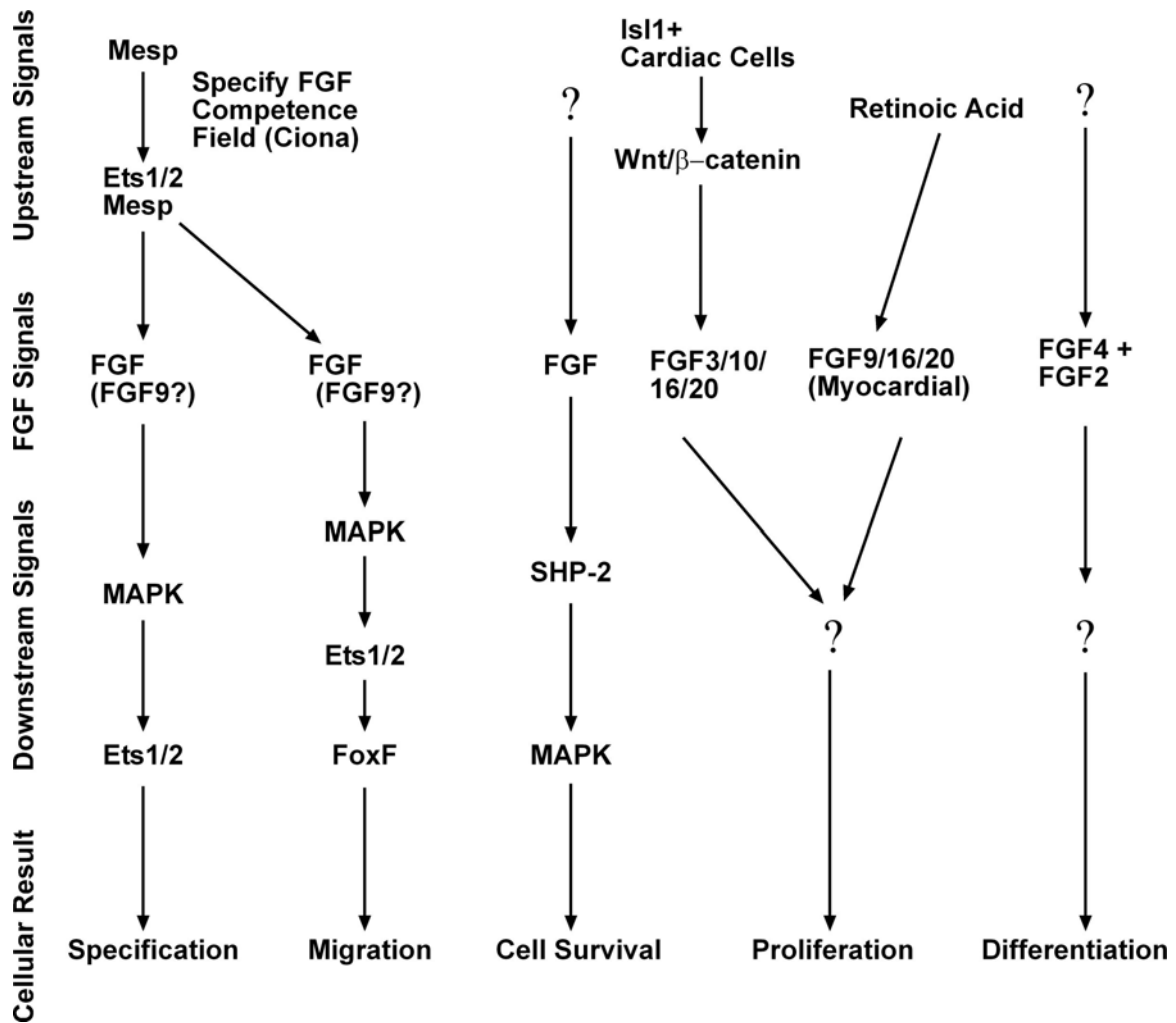 Upstream Signals
Mesp
Specify FGF
Competence
Field (Ciona)
Ets1/2
Mesp
?
Isl1+
Cardiac Cells
Wnt/β–catenin
Retinoic Acid
?
FGF Signals
FGF
(FGF9?)
FGF
(FGF9?)
FGF
FGF3/10/
16/20
FGF9/16/20
(Myocardial)
FGF4 +
FGF2
Downstream Signals
MAPK
Ets1/2
MAPK
Ets1/2
FoxF
SHP-2
MAPK
?
?
Cellular Result
Specification
Migration
Cell Survival
Proliferation
Differentiation